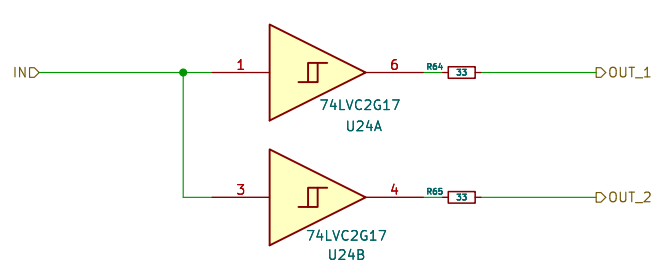 IN
1
6
R64
33
OUT_1
74LVC2G17
U24A
3
4
R65
33
OUT_2
74LVC2G17
U24B